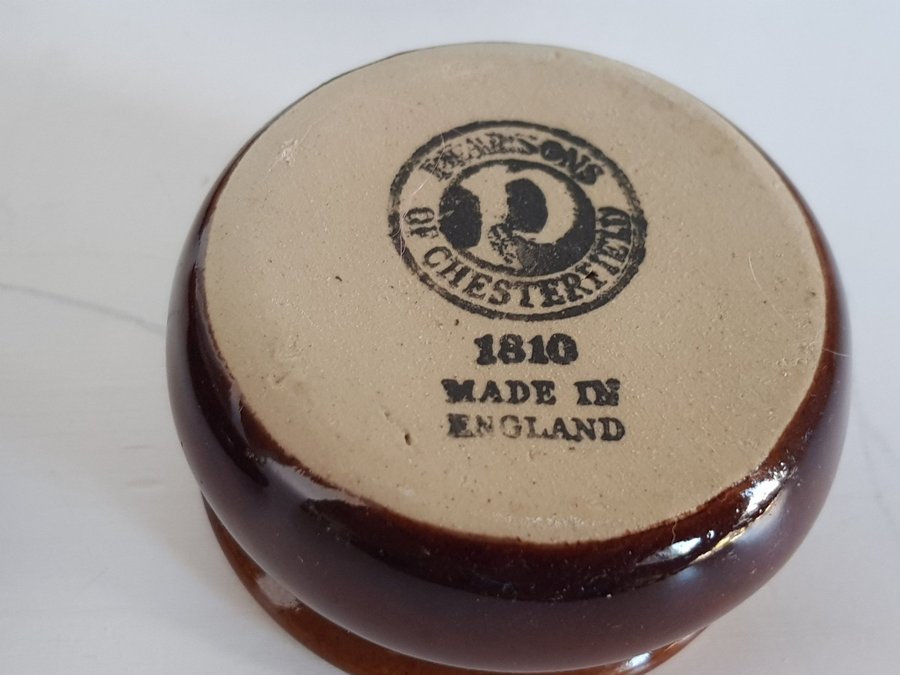 PEARSONS
OF CHESTERFIELD
P
1810
MADE IN
ENGLAND